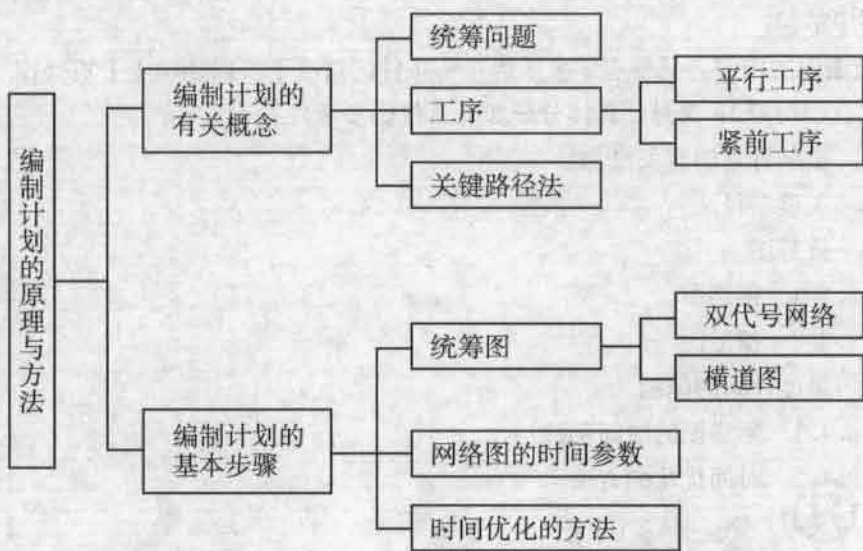 编制计划的原理与方法
编制计划的
有关概念
统筹问题
工序
平行工序
紧前工序
关键路径法
编制计划的
基本步骤
统筹图
双代号网络
横道图
网络图的时间参数
时间优化的方法